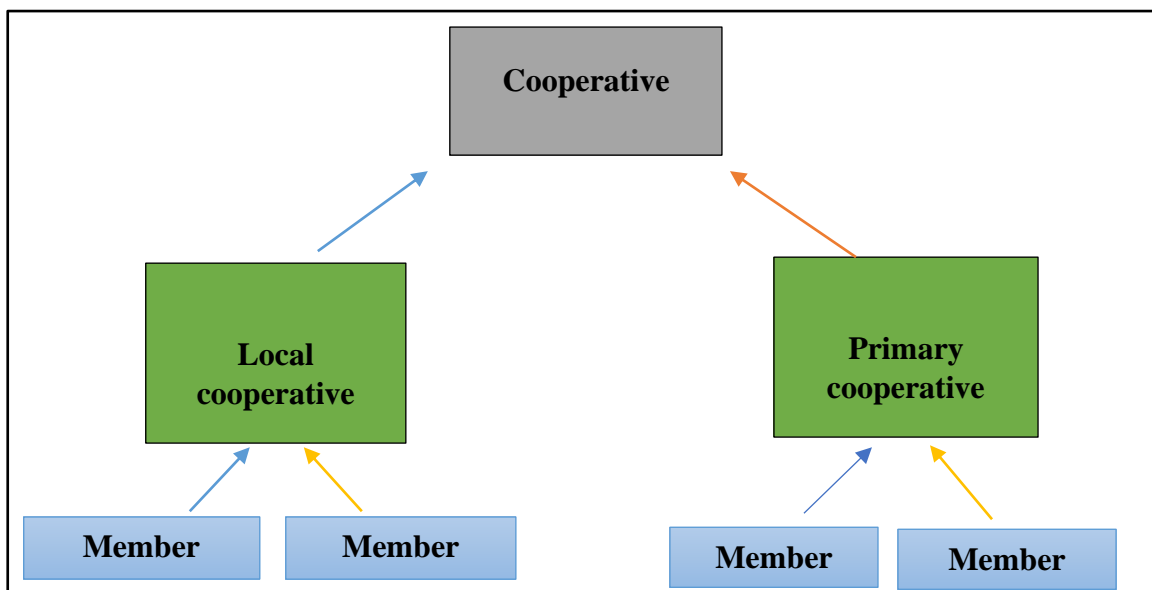 Cooperative
Local
cooperative
Primary
cooperative
Member
Member
Member
Member